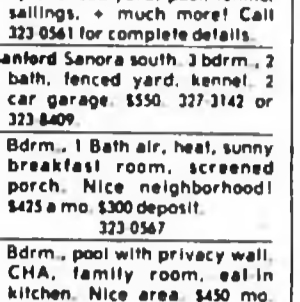 sailings, + much more! Call
323 0561 for complete details.
anford Sanora south. 3 bdrm., 2
bath, fenced yard, kennel, 2
car garage. $550. 327-3142 or
323 8409.
Bdrm., 1 Bath air, heat, sunny
breakfast room, screened
porch. Nice neighborhood!
$425 a mo. $300 deposit.
323 0567
Bdrm., pool with privacy wall.
CHA, family room, eat in
kitchen. Nice area. $450 mo.